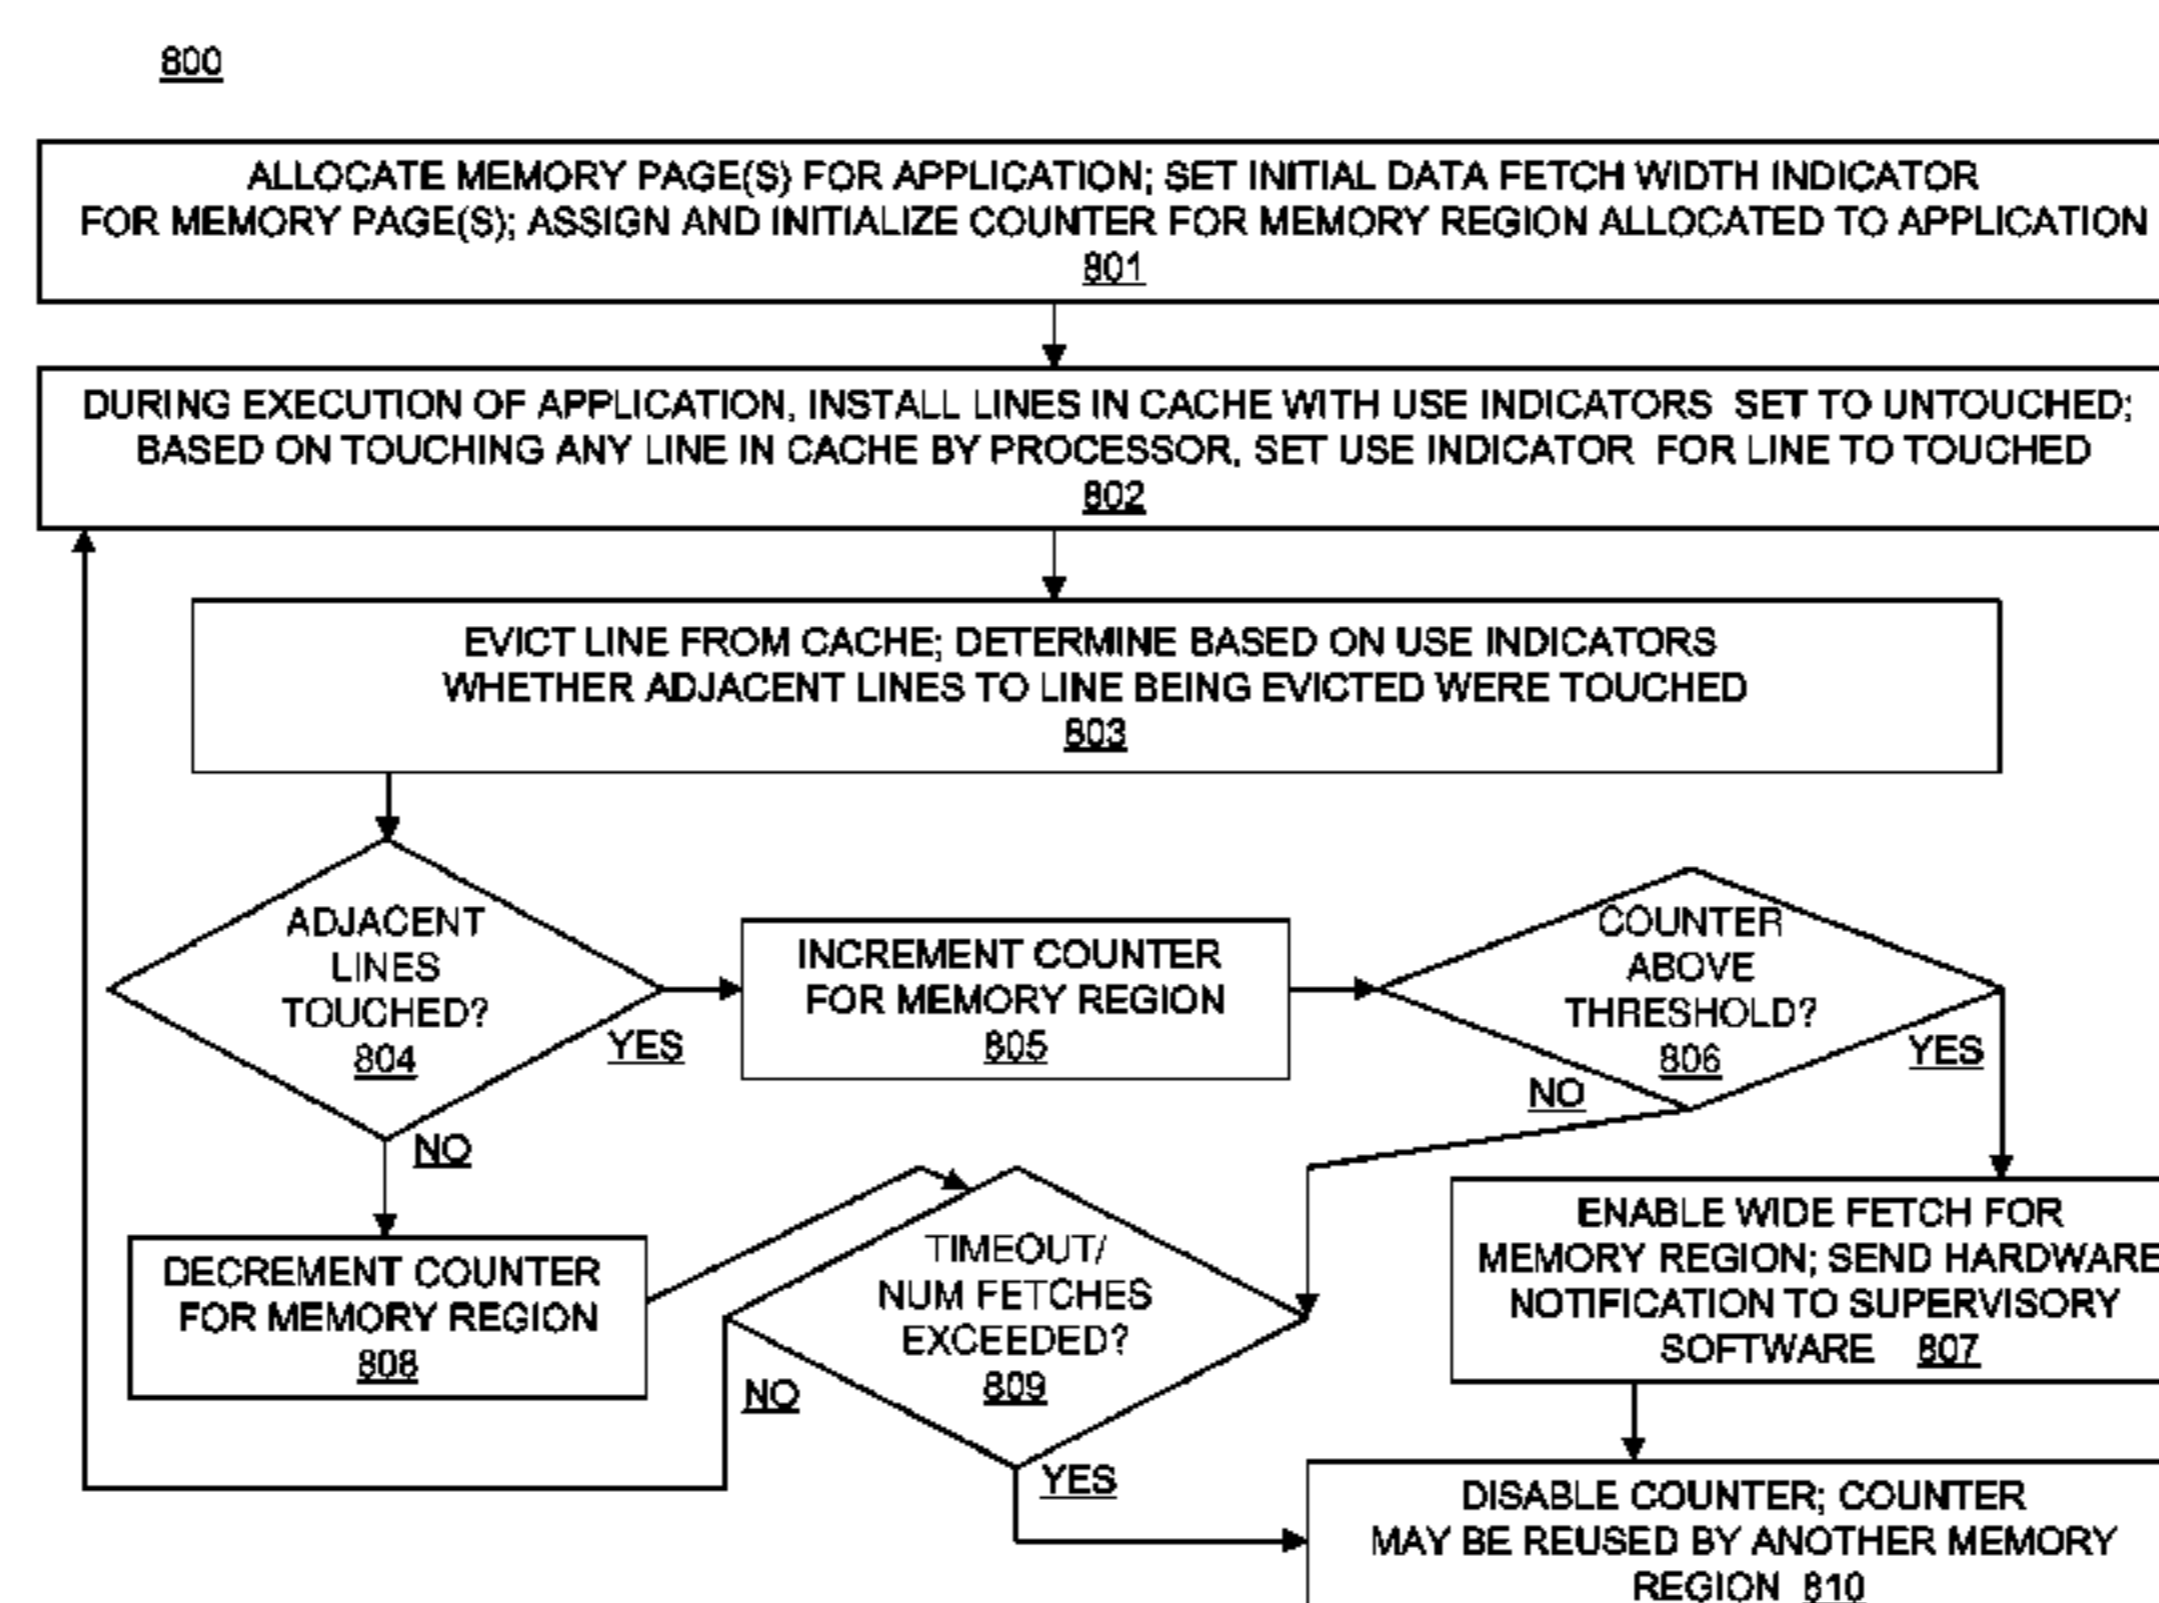 800
ALLOCATE MEMORY PAGE(S) FOR APPLICATION; SET INITIAL DATA FETCH WIDTH INDICATOR
FOR MEMORY PAGE(S); ASSIGN AND INITIALIZE COUNTER FOR MEMORY REGION ALLOCATED TO APPLICATION
801
DURING EXECUTION OF APPLICATION, INSTALL LINES IN CACHE WITH USE INDICATORS SET TO UNTOUCHED;
BASED ON TOUCHING ANY LINE IN CACHE BY PROCESSOR, SET USE INDICATOR FOR LINE TO TOUCHED
802
EVICT LINE FROM CACHE; DETERMINE BASED ON USE INDICATORS
WHETHER ADJACENT LINES TO LINE BEING EVICTED WERE TOUCHED
803
ADJACENT
LINES
TOUCHED?
804
YES
NO
INCREMENT COUNTER
FOR MEMORY REGION
805
COUNTER
ABOVE
THRESHOLD?
806
YES
NO
ENABLE WIDE FETCH FOR
MEMORY REGION; SEND HARDWARE
NOTIFICATION TO SUPERVISORY
SOFTWARE 807
DECREMENT COUNTER
FOR MEMORY REGION
808
TIMEOUT/
NUM FETCHES
EXCEEDED?
809
NO
YES
DISABLE COUNTER; COUNTER
MAY BE REUSED BY ANOTHER MEMORY
REGION 810